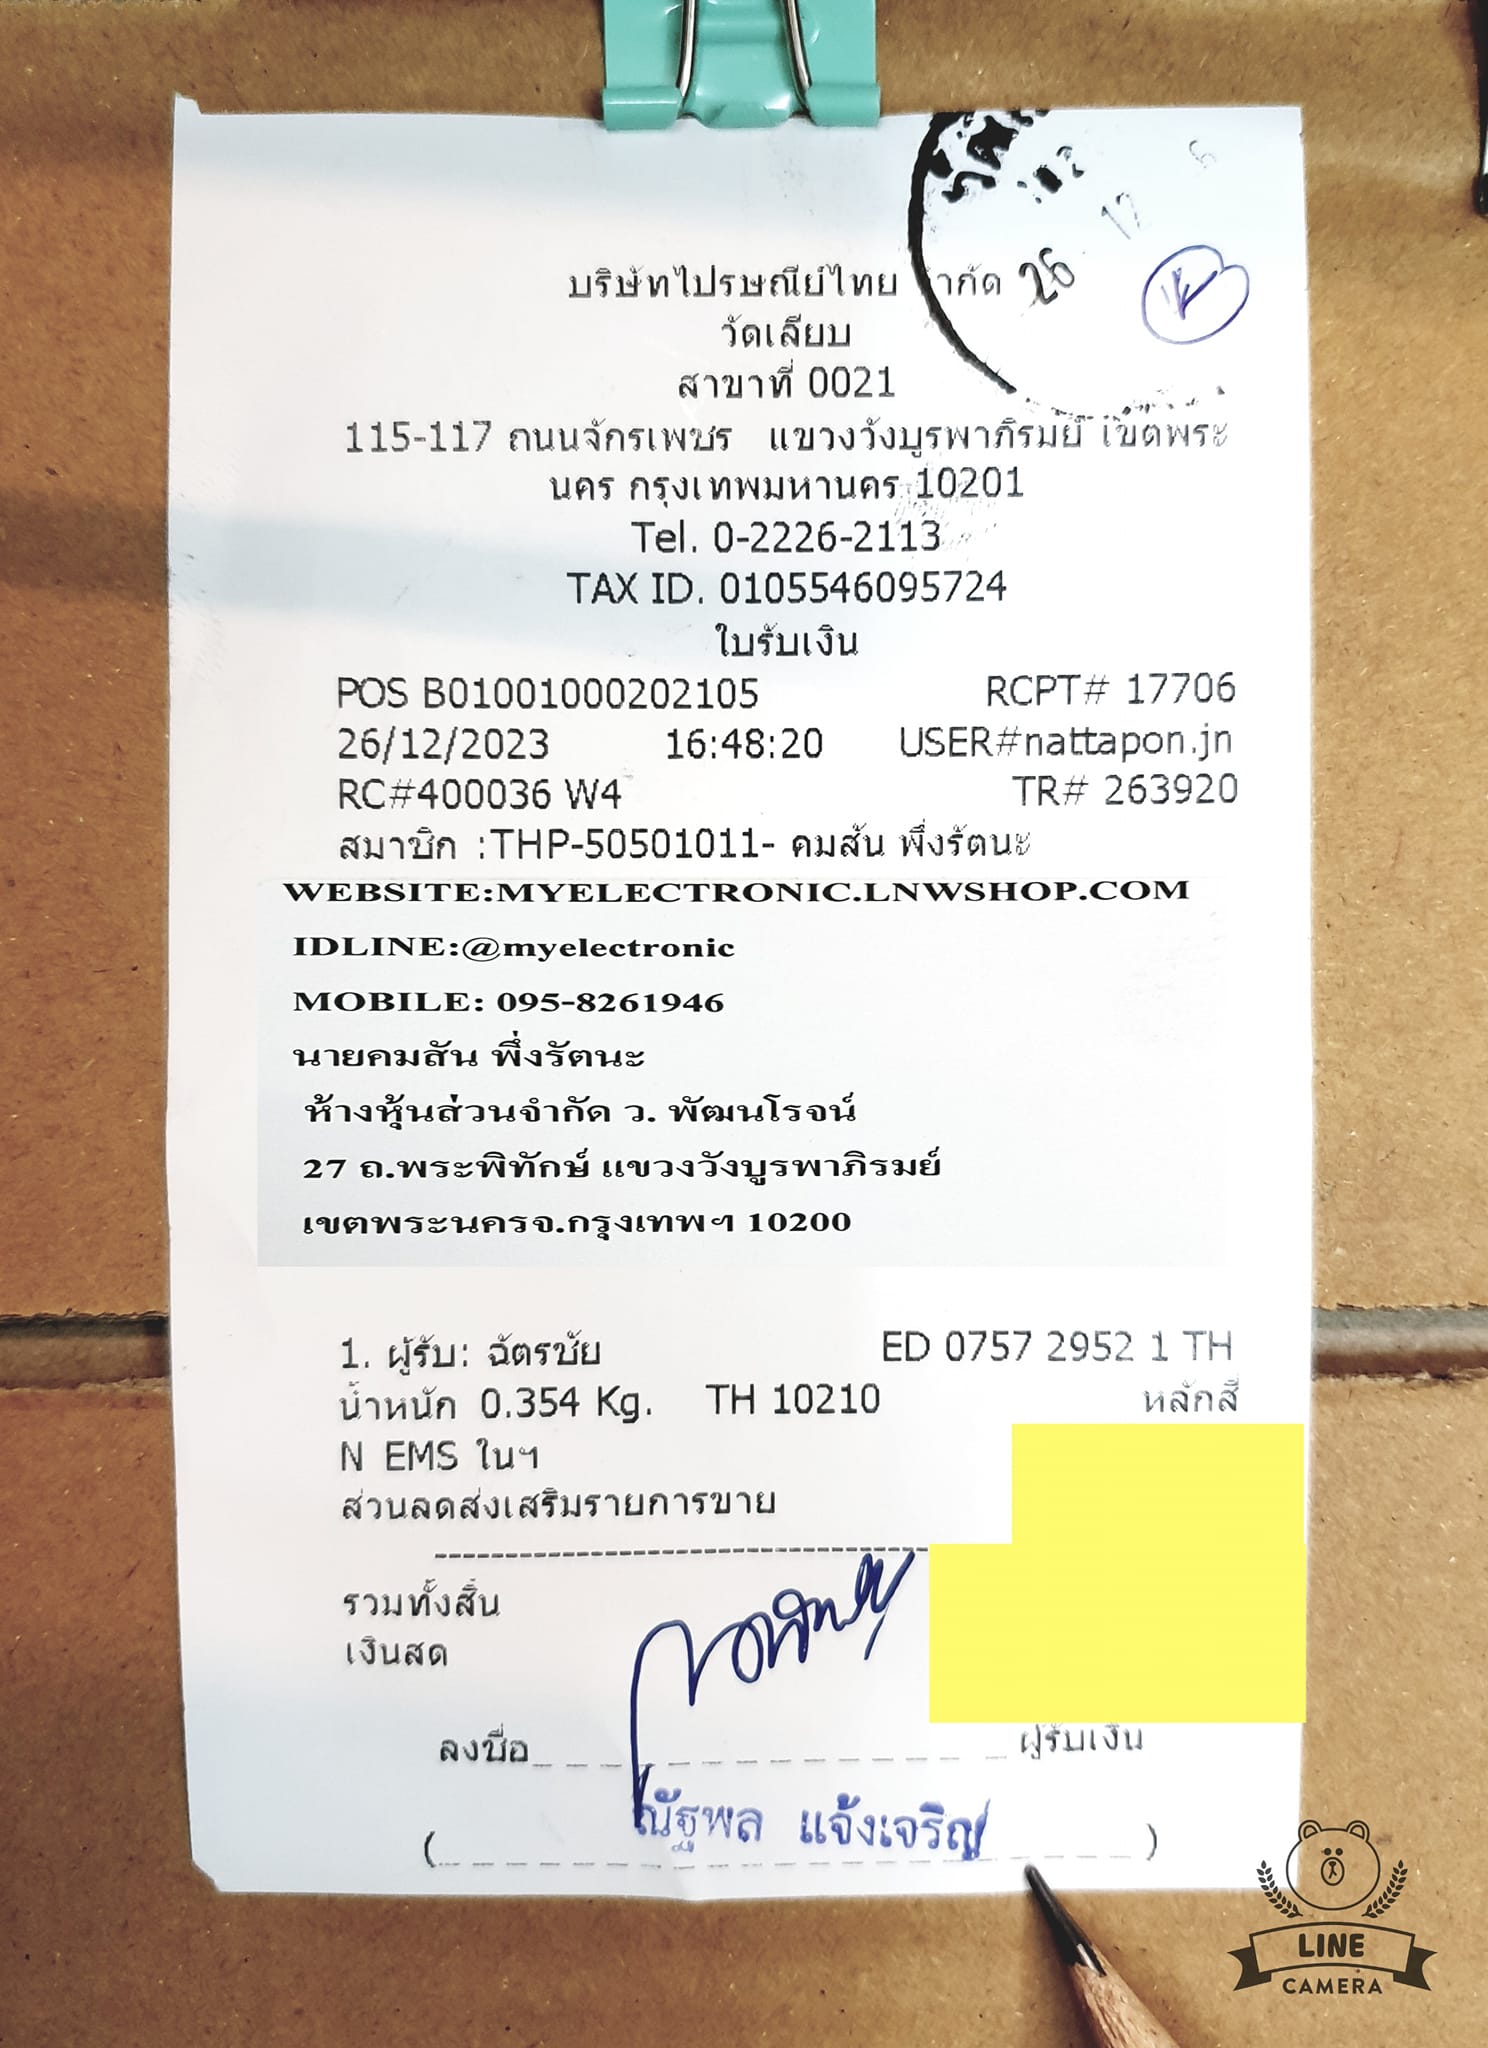 26 12 6
บริษัทไปรษณีย์ไทย จำกัด
วัดเลียบ
สาขาที่ 0021
115-117 ถนนจักรเพชร แขวงวังบูรพาภิรมย์ เขตพระ
นคร กรุงเทพมหานคร 10201
Tel. 0-2226-2113
TAX ID. 0105546095724
ใบรับเงิน
POS B01001000202105 RCPT# 17706
26/12/2023 16:48:20 USER#nattapon.jn
RC#400036 W4 TR# 263920
สมาชิก :THP-50501011- คมสัน พึ่งรัตนะ
WEBSITE:MYELECTRONIC.LNWSHOP.COM
IDLINE:@myelectronic
MOBILE: 095-8261946
นายคมสัน พึ่งรัตนะ
ห้างหุ้นส่วนจำกัด ว. พัฒนโรจน์
27 ถ.พระพิทักษ์ แขวงวังบูรพาภิรมย์
เขตพระนครจ.กรุงเทพฯ 10200
1. ผู้รับ: ฉัตรชัย ED 0757 2952 1 TH
น้ำหนัก 0.354 Kg. TH 10210 หลักสี่
N EMS ในฯ
ส่วนลดส่งเสริมรายการขาย
รวมทั้งสิ้น
เงินสด
ลงชื่อ ผู้รับเงิน
(ณัฐพล แจ้งเจริญ)
LINE
CAMERA